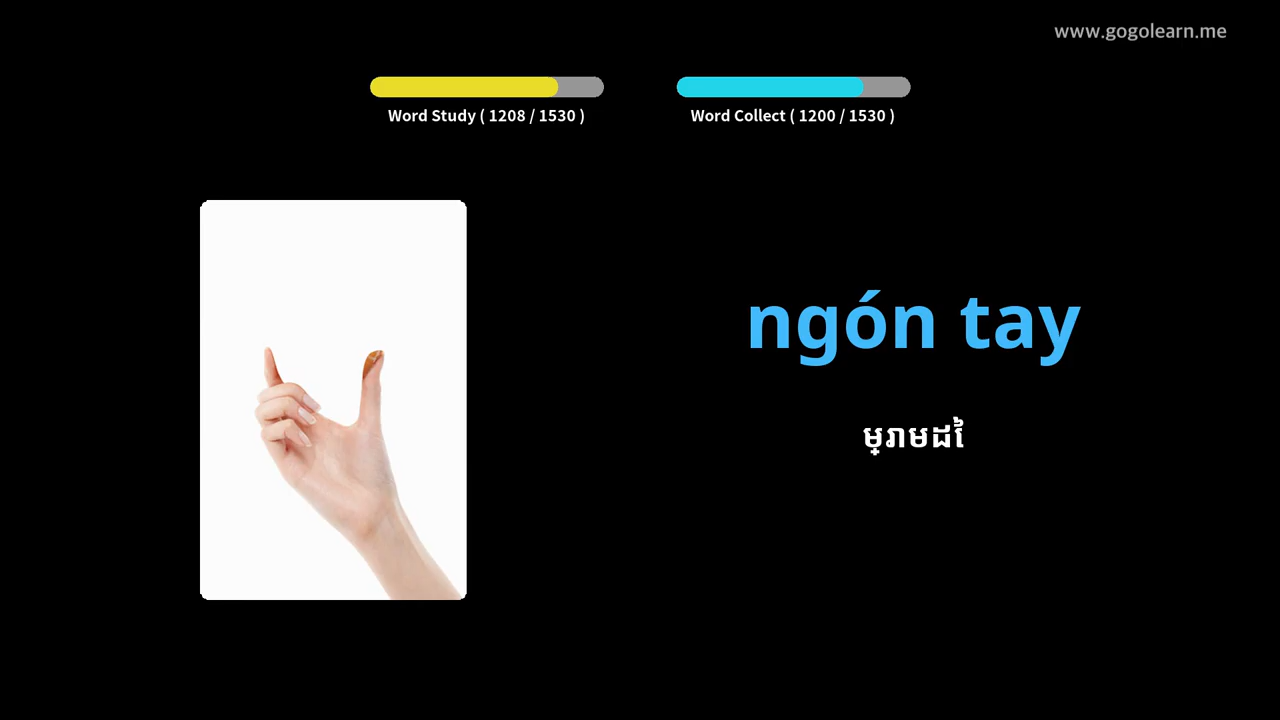 www.gogolearn.me
Word Study ( 1208 / 1530 )
Word Collect ( 1200 / 1530 )
ngón tay
ម្រាមដៃ